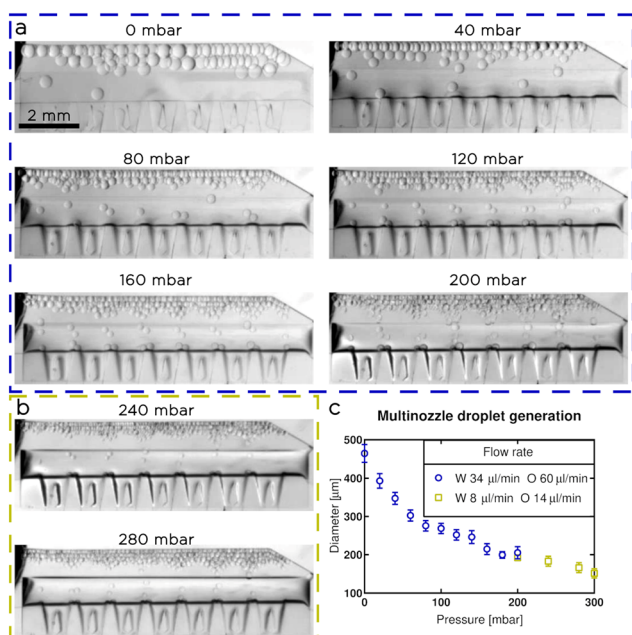 a
0 mbar
40 mbar
2 mm
80 mbar
120 mbar
160 mbar
200 mbar
b
240 mbar
280 mbar
c
Multinozzle droplet generation
Flow rate
W 34 µl/min O 60 µl/min
W 8 µl/min O 14 µl/min
Diameter [µm]
500
400
300
200
100
0
100
200
300
Pressure [mbar]